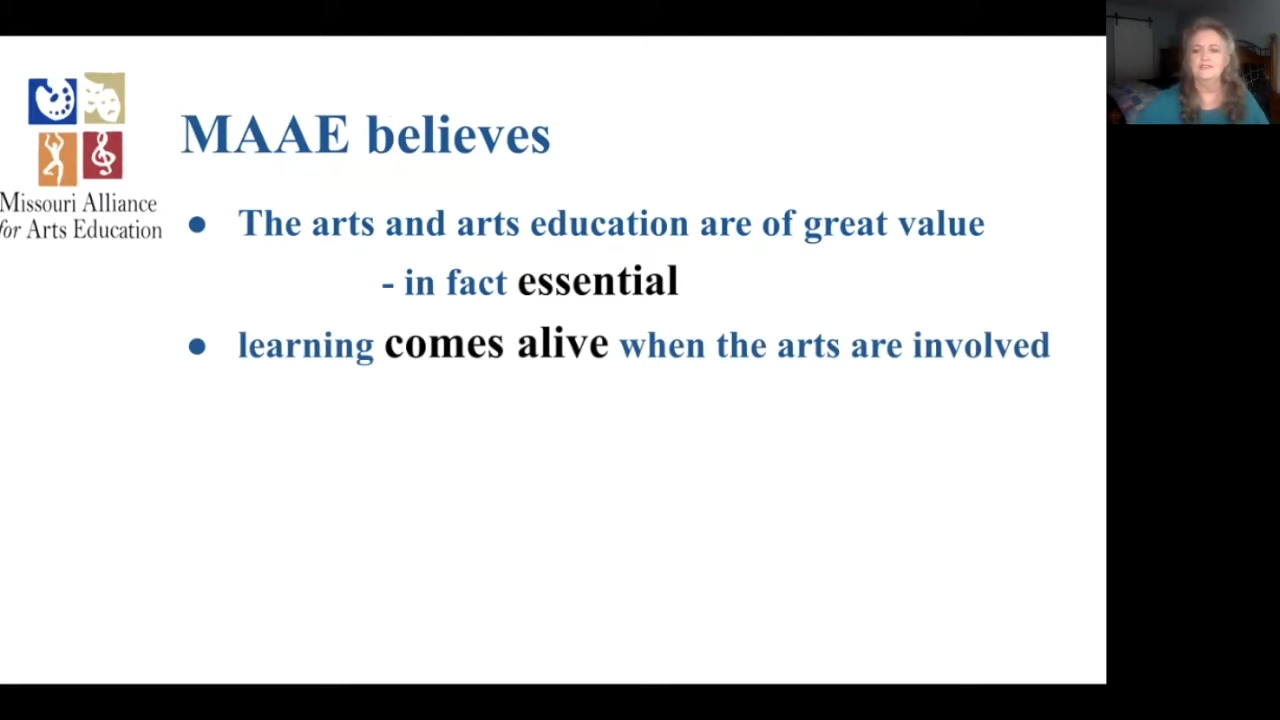 MAAE believes
Missouri Alliance
for Arts Education
● The arts and arts education are of great value
- in fact essential
● learning comes alive when the arts are involved